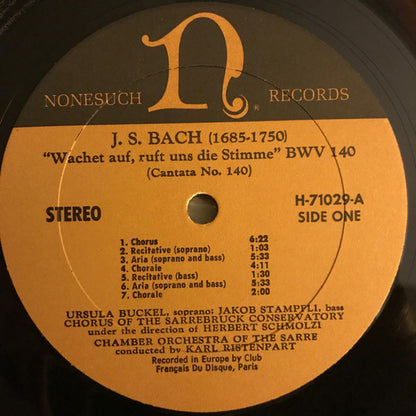 n
NONESUCH RECORDS
J. S. BACH (1685-1750)
"Wachet auf, ruft uns die Stimme" BWV 140
(Cantata No. 140)
STEREO
H-71029-A
SIDE ONE
1. Chorus 6:22
2. Recitative (soprano) 1:03
3. Aria (soprano and bass) 5:33
4. Chorale 4:11
5. Recitative (bass) 1:30
6. Aria (soprano and bass) 5:33
7. Chorale 2:00
URSULA BUCKEL, soprano; JAKOB STAMPFLI, bass
CHORUS OF THE SARREBRUCK CONSERVATORY
under the direction of HERBERT SCHMOLZI
CHAMBER ORCHESTRA OF THE SARRE
conducted by KARL RISTENPART
Recorded in Europe by Club
Français Du Disque, Paris